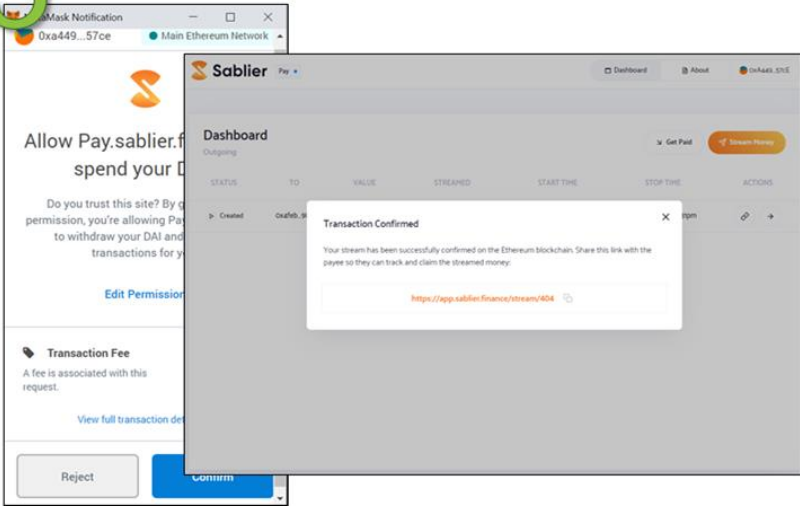 Mask Notification
0xa449...57ce
Main Ethereum Network
Allow Pay.sablier.f
spend your D
Do you trust this site? By g
permission, you're allowing Pay
to withdraw your DAI and
transactions for y
Edit Permission
Transaction Fee
A fee is associated with this
request.
View full transaction det
Reject
Confirm
Sablier
Pay
Dashboard
About
Dashboard
Outgoing
Get Paid
Stream Money
STATUS
TO
VALUE
STREAMED
START TIME
STOP TIME
ACTIONS
Created
Transaction Confirmed
Your stream has been successfully confirmed on the Ethereum blockchain. Share this link with the
payee so they can track and claim the streamed money:
https://app.sablier.finance/stream/404